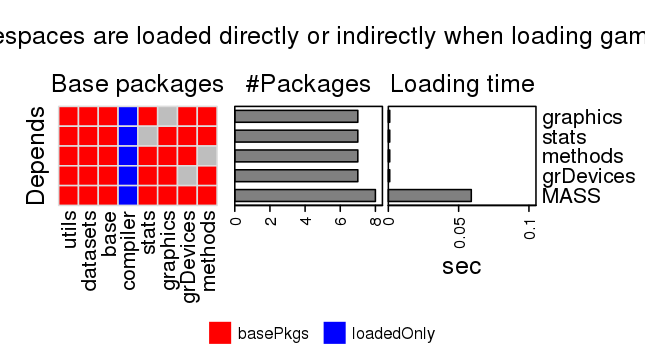 espaces are loaded directly or indirectly when loading gam
Base packages
#Packages
Loading time
Depends
graphics
stats
methods
grDevices
MASS
utils
datasets
base
compiler
stats
graphics
grDevices
methods
0
2
4
6
8
0
0.05
0.1
sec
basePkgs
loadedOnly